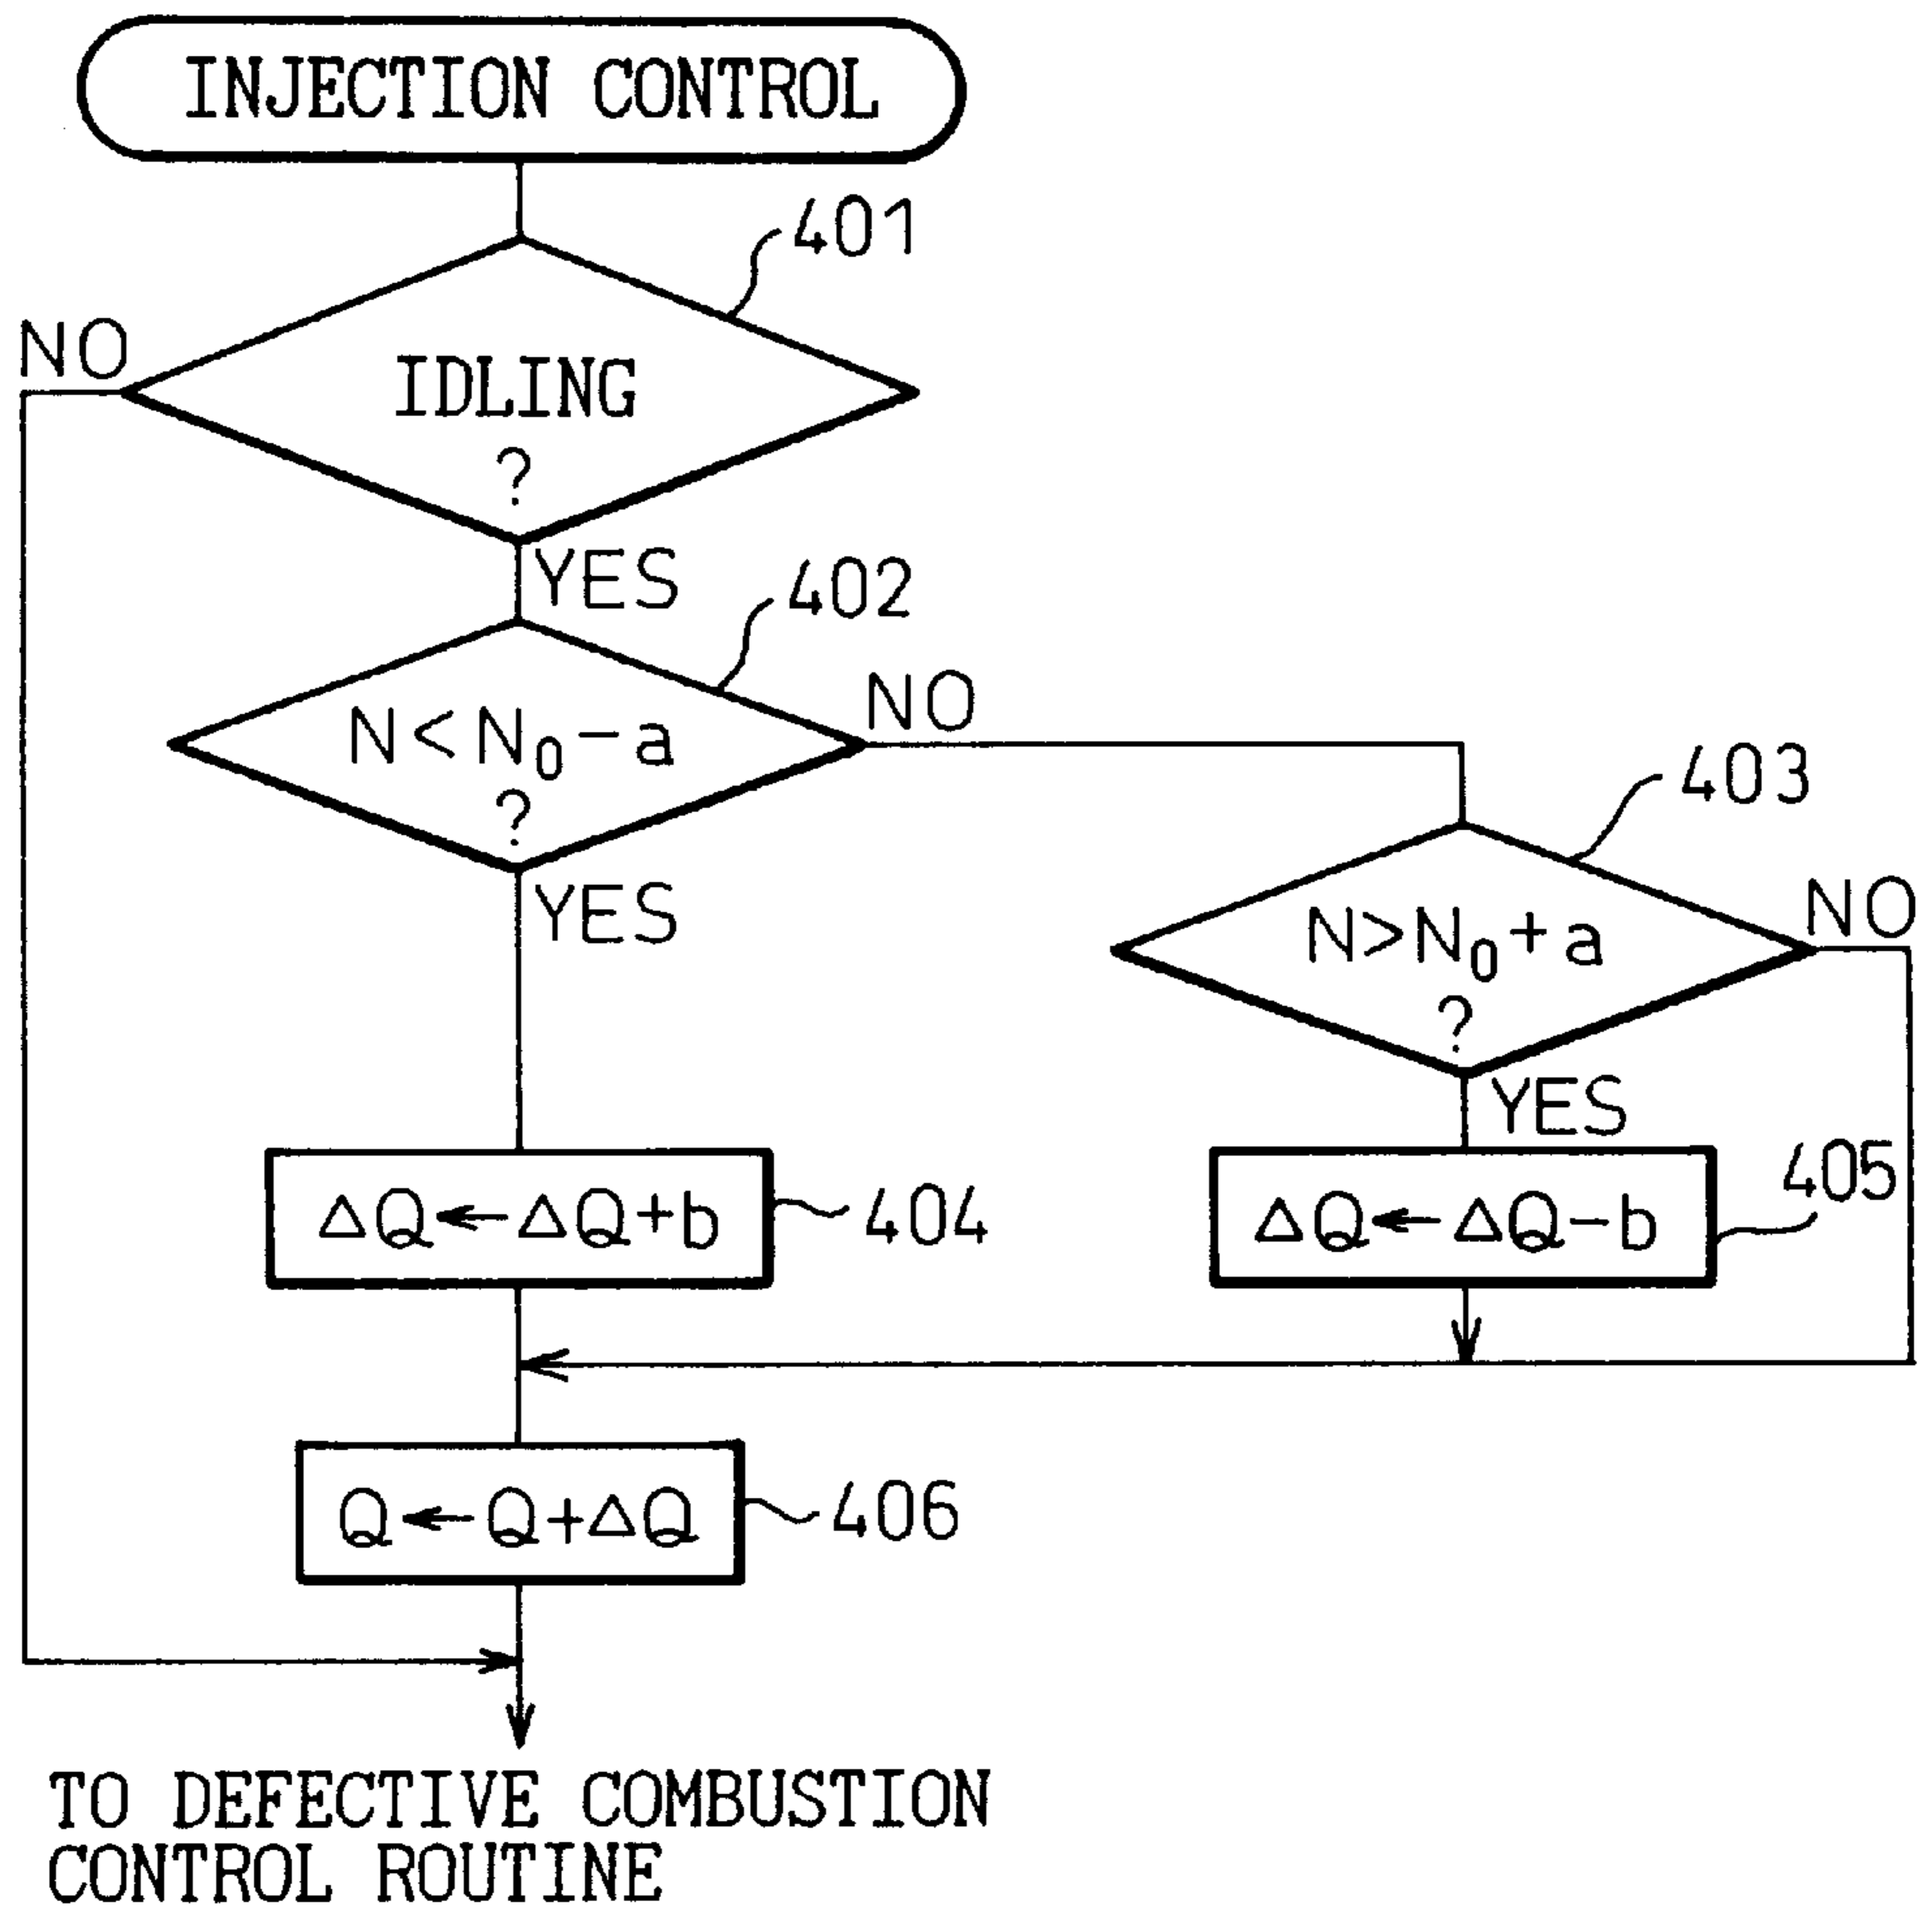 INJECTION CONTROL
401
NO
IDLING
?
YES
402
N<N₀−a
?
NO
YES
403
N>N₀+a
?
NO
YES
ΔQ←ΔQ+b
404
ΔQ←ΔQ−b
405
Q←Q+ΔQ
406
TO DEFECTIVE COMBUSTION
CONTROL ROUTINE